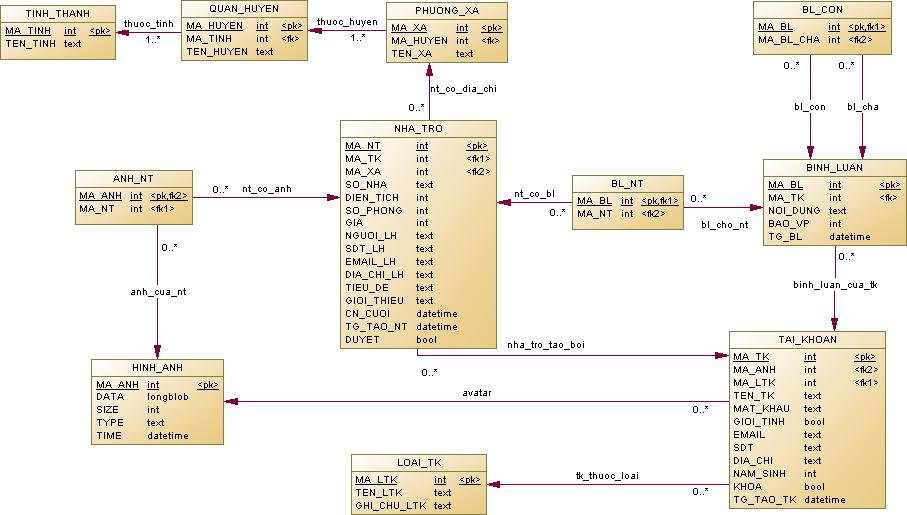 TINH_THANH
MA_TINH int <pk>
TEN_TINH text
thuoc_tinh
1..*
QUAN_HUYEN
MA_HUYEN int <pk>
MA_TINH int <fk>
TEN_HUYEN text
thuoc_huyen
1..*
PHUONG_XA
MA_XA int <pk>
MA_HUYEN int <fk>
TEN_XA text
nt_co_dia_chi
0..*
BL_CON
MA_BL int <pk,fk1>
MA_BL_CHA int <fk2>
0..*
0..*
bl_con
bl_cha
NHA_TRO
MA_NT int <pk>
MA_TK int <fk1>
MA_XA int <fk2>
SO_NHA text
DIEN_TICH int
SO_PHONG int
GIA int
NGUOI_LH text
SDT_LH text
EMAIL_LH text
DIA_CHI_LH text
TIEU_DE text
GIOI_THIEU text
CN_CUOI datetime
TG_TAO_NT datetime
DUYET bool
ANH_NT
MA_ANH int <pk,fk2>
MA_NT int <fk1>
0..*
nt_co_anh
0..*
anh_cua_nt
BL_NT
MA_BL int <pk,fk1>
MA_NT int <fk2>
nt_co_bl
0..*
0..*
bl_cho_nt
BINH_LUAN
MA_BL int <pk>
MA_TK int <fk>
NOI_DUNG text
BAO_VP int
TG_BL datetime
0..*
binh_luan_cua_tk
HINH_ANH
MA_ANH int <pk>
DATA longblob
SIZE int
TYPE text
TIME datetime
nha_tro_tao_boi
0..*
avatar
0..*
TAI_KHOAN
MA_TK int <pk>
MA_ANH int <fk2>
MA_LTK int <fk1>
TEN_TK text
MAT_KHAU text
GIOI_TINH bool
EMAIL text
SDT text
DIA_CHI text
NAM_SINH int
KHOA bool
TG_TAO_TK datetime
LOAI_TK
MA_LTK int <pk>
TEN_LTK text
GHI_CHU_LTK text
tk_thuoc_loai
0..*